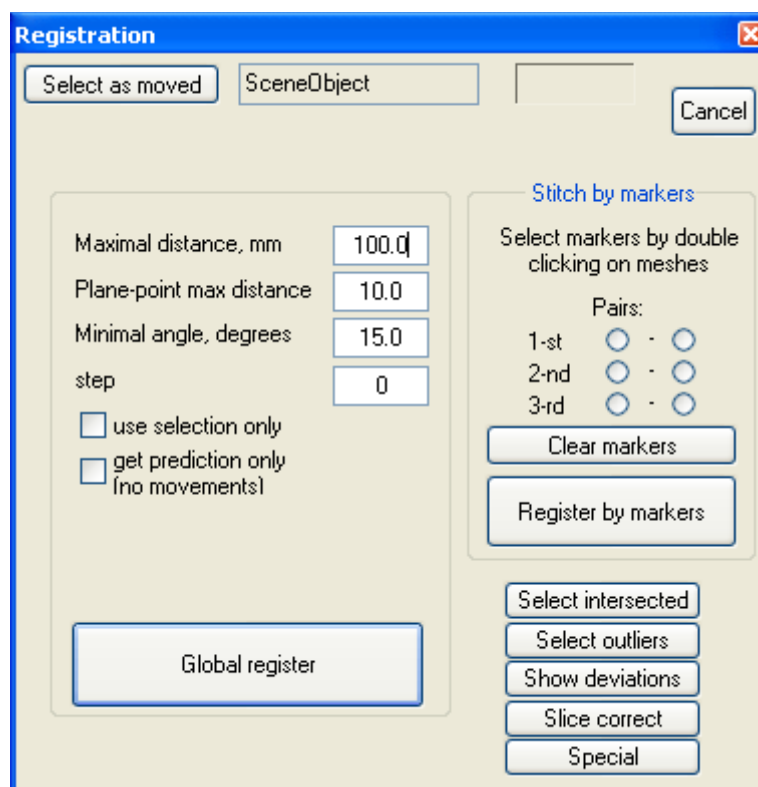 Registration
Select as moved
SceneObject
Cancel
Maximal distance, mm
100.0
Plane-point max distance
10.0
Minimal angle, degrees
15.0
step
0
use selection only
get prediction only
(no movements)
Global register
Stitch by markers
Select markers by double
clicking on meshes
Pairs:
1-st -
2-nd -
3-rd -
Clear markers
Register by markers
Select intersected
Select outliers
Show deviations
Slice correct
Special